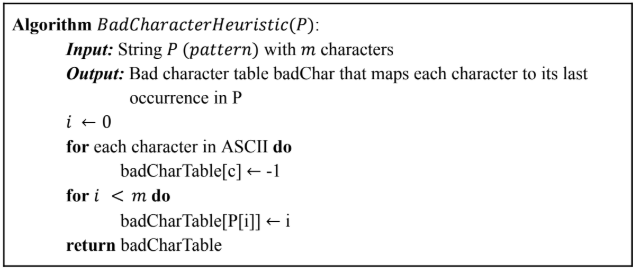 Algorithm BadCharacterHeuristic(P):
Input: String P (pattern) with m characters
Output: Bad character table badChar that maps each character to its last
occurrence in P
i ← 0
for each character in ASCII do
badCharTable[c] ← -1
for i < m do
badCharTable[P[i]] ← i
return badCharTable